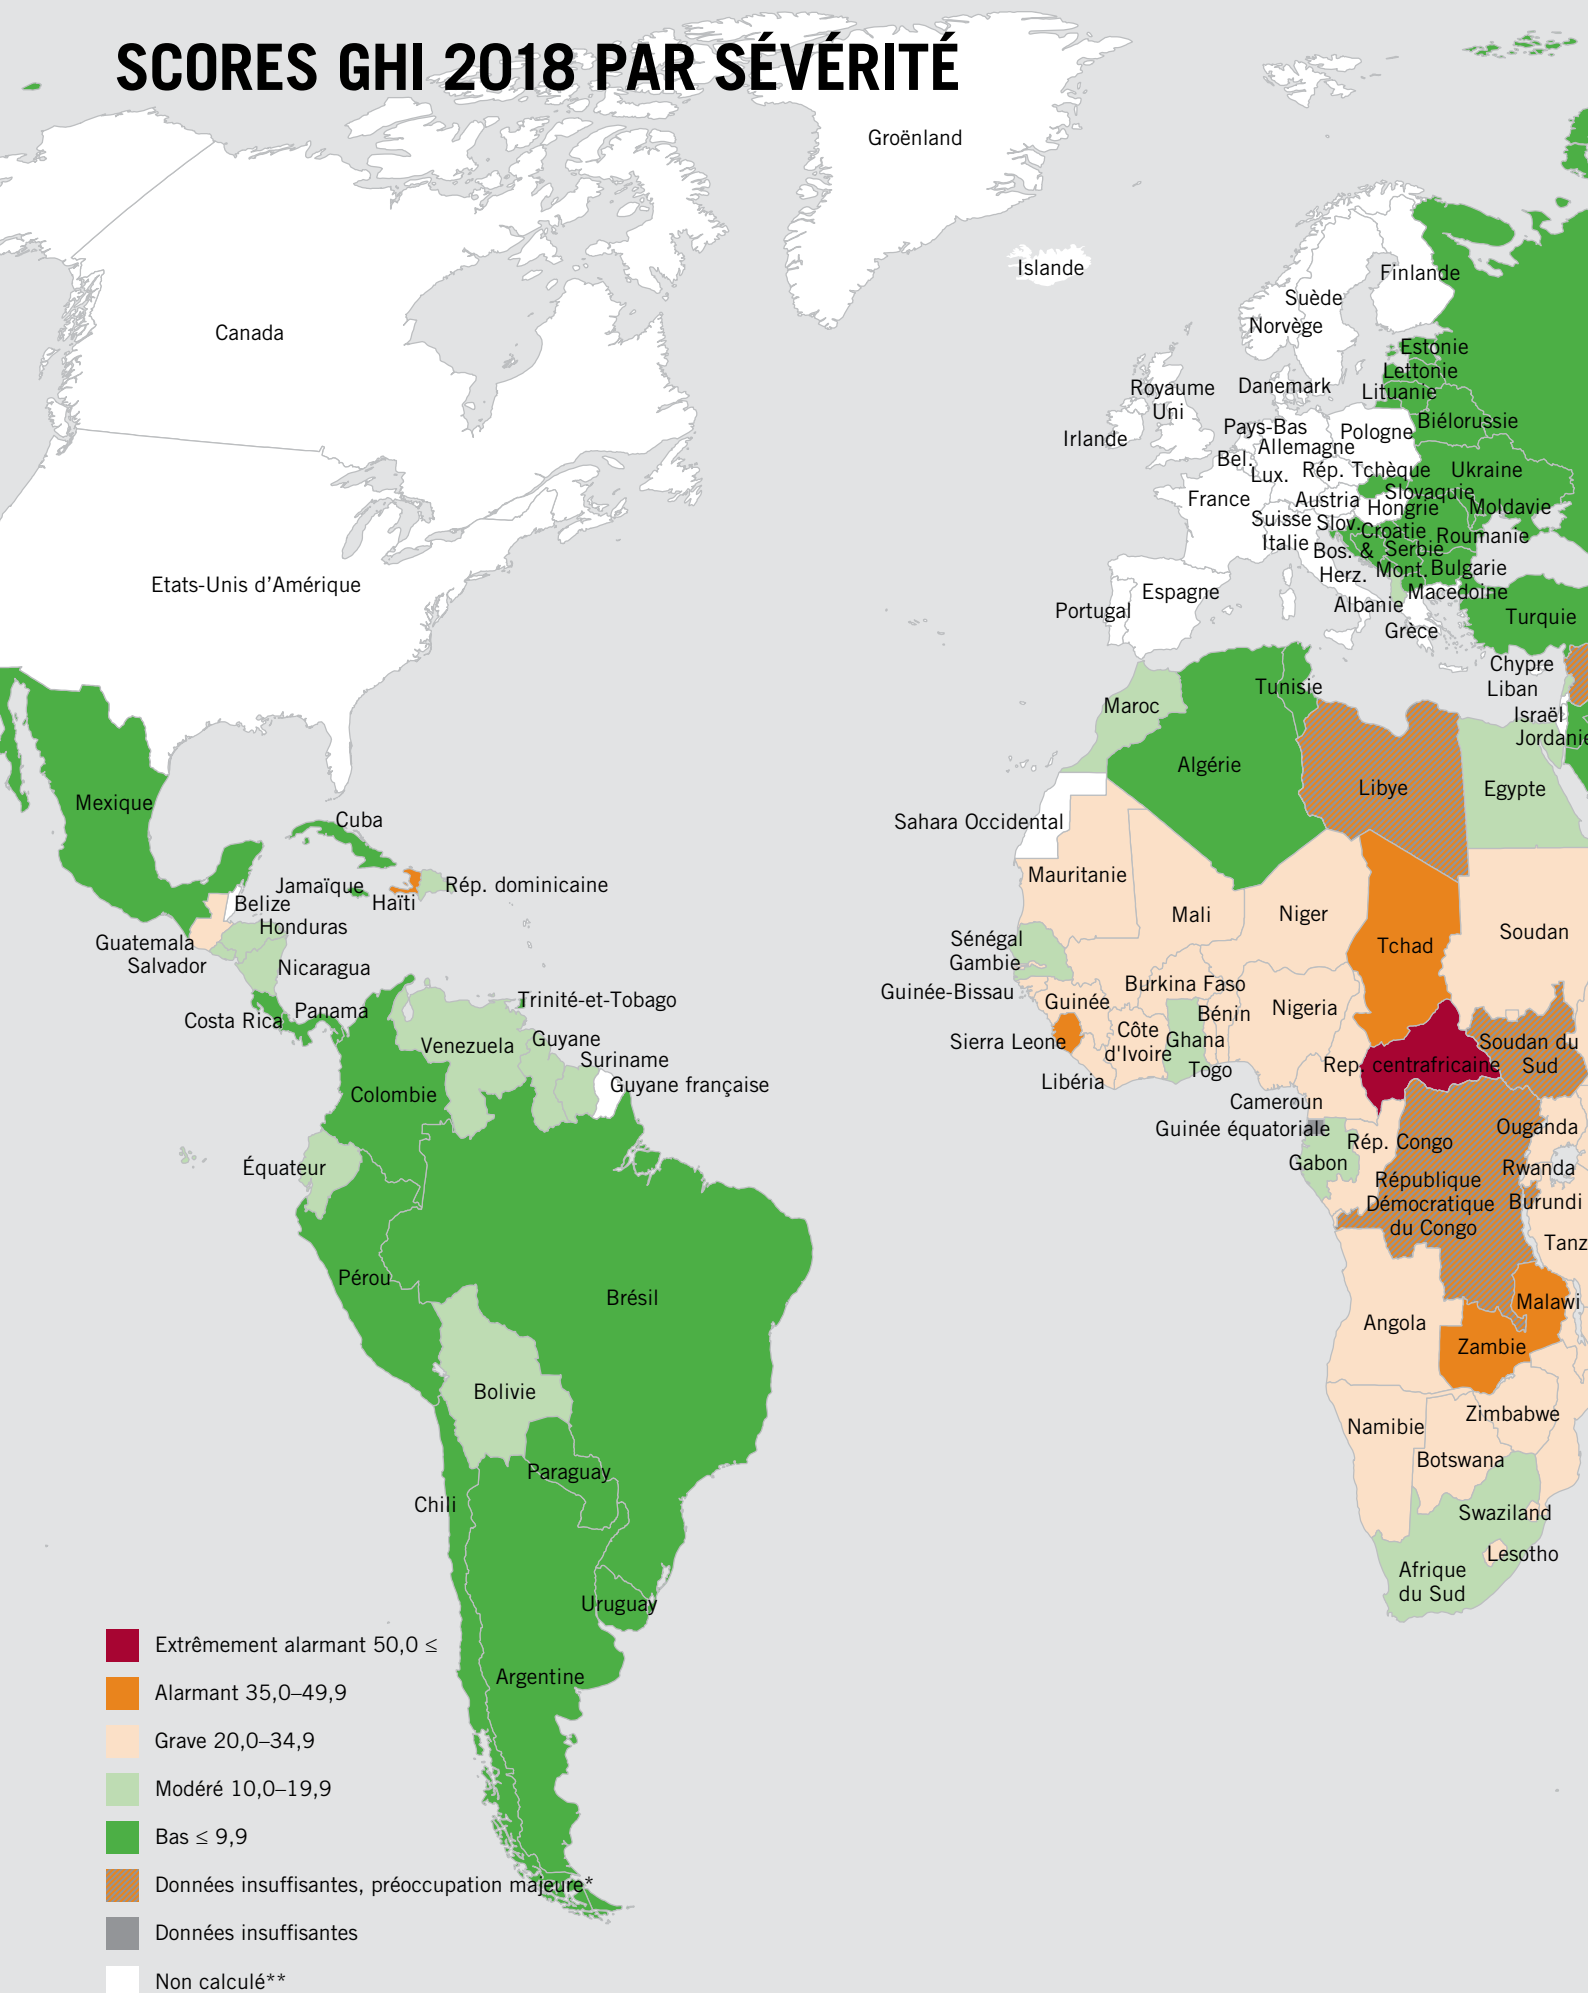 SCORES GHI 2018 PAR SÉVÉRITÉ
Groënland
Islande
Finlande
Suède
Norvège
Canada
Estonie
Lettonie
Lituanie
Royaume
Uni
Danemark
Biélorussie
Pays-Bas
Pologne
Irlande
Allemagne
Bel.
Lux.
Rép. Tchèque
Ukraine
France
Austria
Slovaquie
Hongrie
Moldavie
Suisse
Slov.
Croatie
Roumanie
Italie
Bos. &
Herz.
Serbie
Mont.
Bulgarie
Macedoine
Etats-Unis d'Amérique
Espagne
Portugal
Albanie
Grèce
Turquie
Chypre
Liban
Israël
Jordanie
Tunisie
Maroc
Algérie
Libye
Egypte
Mexique
Cuba
Sahara Occidental
Jamaïque
Haïti
Rép. dominicaine
Belize
Honduras
Guatemala
Salvador
Nicaragua
Mauritanie
Mali
Niger
Tchad
Soudan
Sénégal
Gambie
Guinée-Bissau
Guinée
Burkina Faso
Bénin
Nigeria
Costa Rica
Panama
Trinité-et-Tobago
Venezuela
Guyane
Suriname
Guyane française
Colombie
Sierra Leone
Côte
d'Ivoire
Ghana
Togo
Libéria
Rep. centrafricaine
Soudan du
Sud
Cameroun
Guinée équatoriale
Gabon
Rép. Congo
Ouganda
Rwanda
République
Démocratique
du Congo
Burundi
Tanz
Équateur
Pérou
Brésil
Malawi
Angola
Zambie
Bolivie
Zimbabwe
Namibie
Botswana
Paraguay
Chili
Swaziland
Lesotho
Afrique
du Sud
Uruguay
Argentine
Extrêmement alarmant 50,0 ≤
Alarmant 35,0–49,9
Grave 20,0–34,9
Modéré 10,0–19,9
Bas ≤ 9,9
Données insuffisantes, préoccupation majeure*
Données insuffisantes
Non calculé**